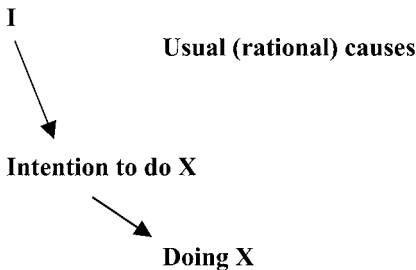 I
Usual (rational) causes
Intention to do X
Doing X